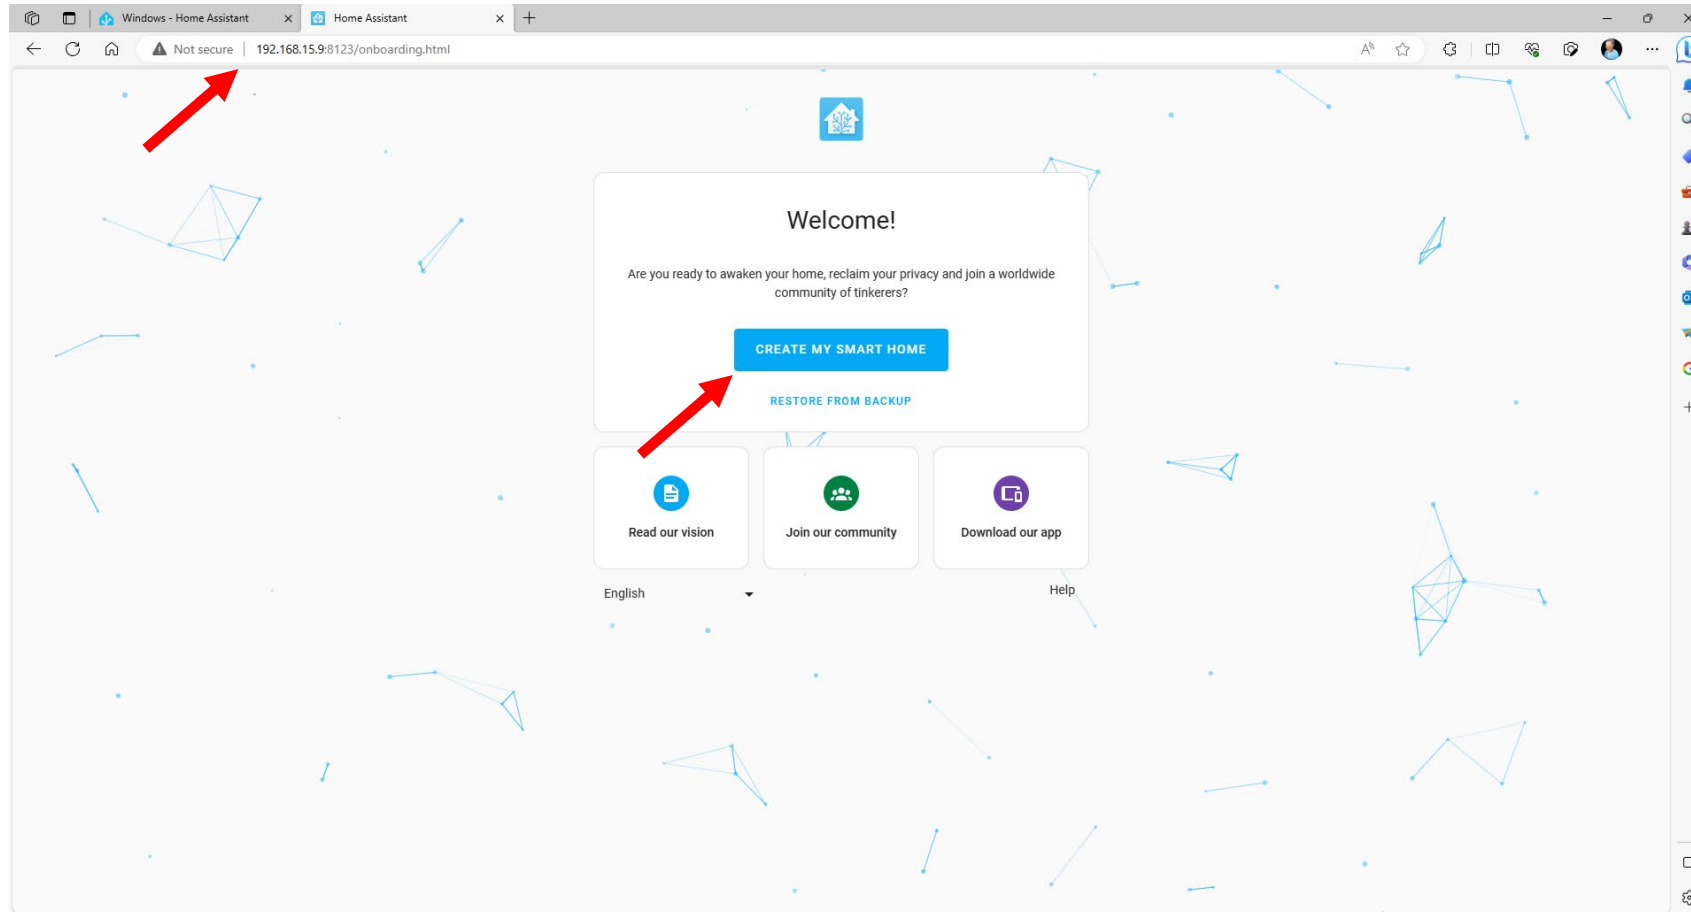 Windows - Home Assistant
Home Assistant
Not secure
192.168.15.9:8123/onboarding.html
Welcome!
Are you ready to awaken your home, reclaim your privacy and join a worldwide
community of tinkerers?
CREATE MY SMART HOME
RESTORE FROM BACKUP
Read our vision
Join our community
Download our app
English
Help